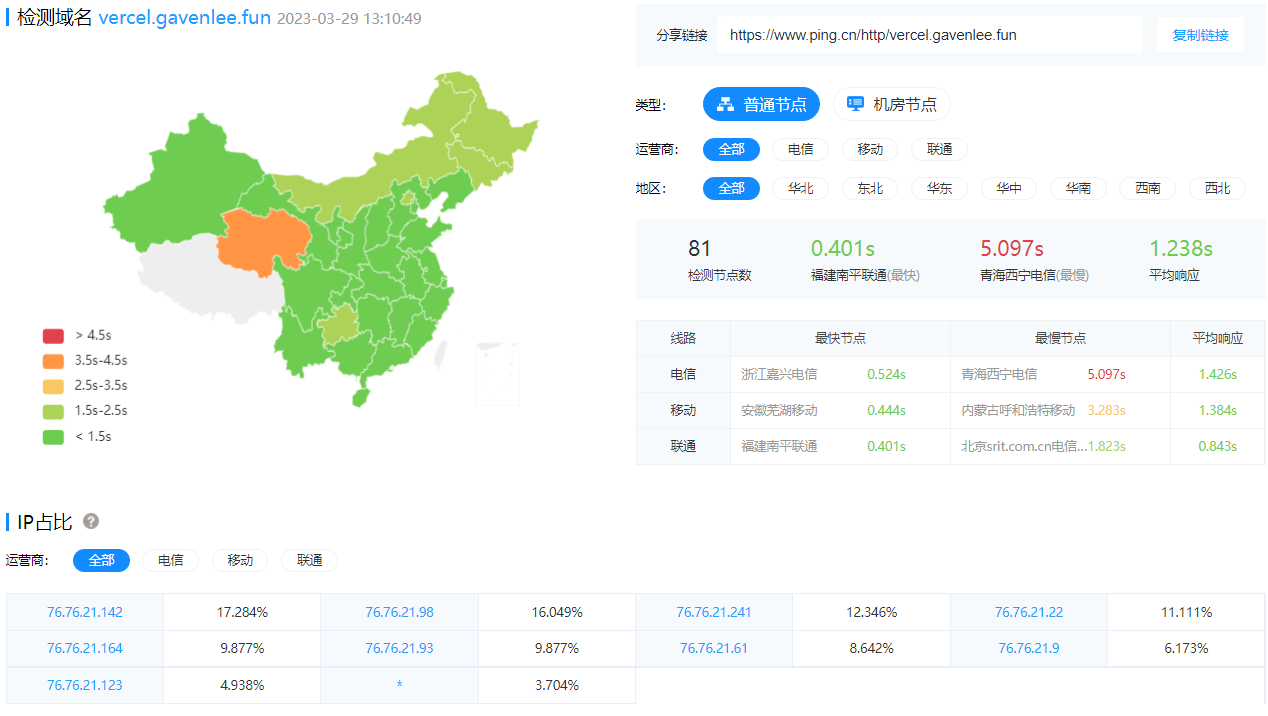 检测域名 vercel.gavenlee.fun 2023-03-29 13:10:49
> 4.5s
3.5s-4.5s
2.5s-3.5s
1.5s-2.5s
< 1.5s
分享链接 https://www.ping.cn/http/vercel.gavenlee.fun 复制链接
类型: 普通节点 机房节点
运营商: 全部 电信 移动 联通
地区: 全部 华北 东北 华东 华中 华南 西南 西北
81 0.401s 5.097s 1.238s
检测节点数 福建南平联通(最快) 青海西宁电信(最慢) 平均响应
线路 最快节点 最慢节点 平均响应
电信 浙江嘉兴电信 0.524s 青海西宁电信 5.097s 1.426s
移动 安徽芜湖移动 0.444s 内蒙古呼和浩特移动 3.283s 1.384s
联通 福建南平联通 0.401s 北京srit.com.cn电信...1.823s 0.843s
IP占比 ?
运营商: 全部 电信 移动 联通
76.76.21.142 17.284% 76.76.21.98 16.049% 76.76.21.241 12.346% 76.76.21.22 11.111%
76.76.21.164 9.877% 76.76.21.93 9.877% 76.76.21.61 8.642% 76.76.21.9 6.173%
76.76.21.123 4.938% * 3.704%